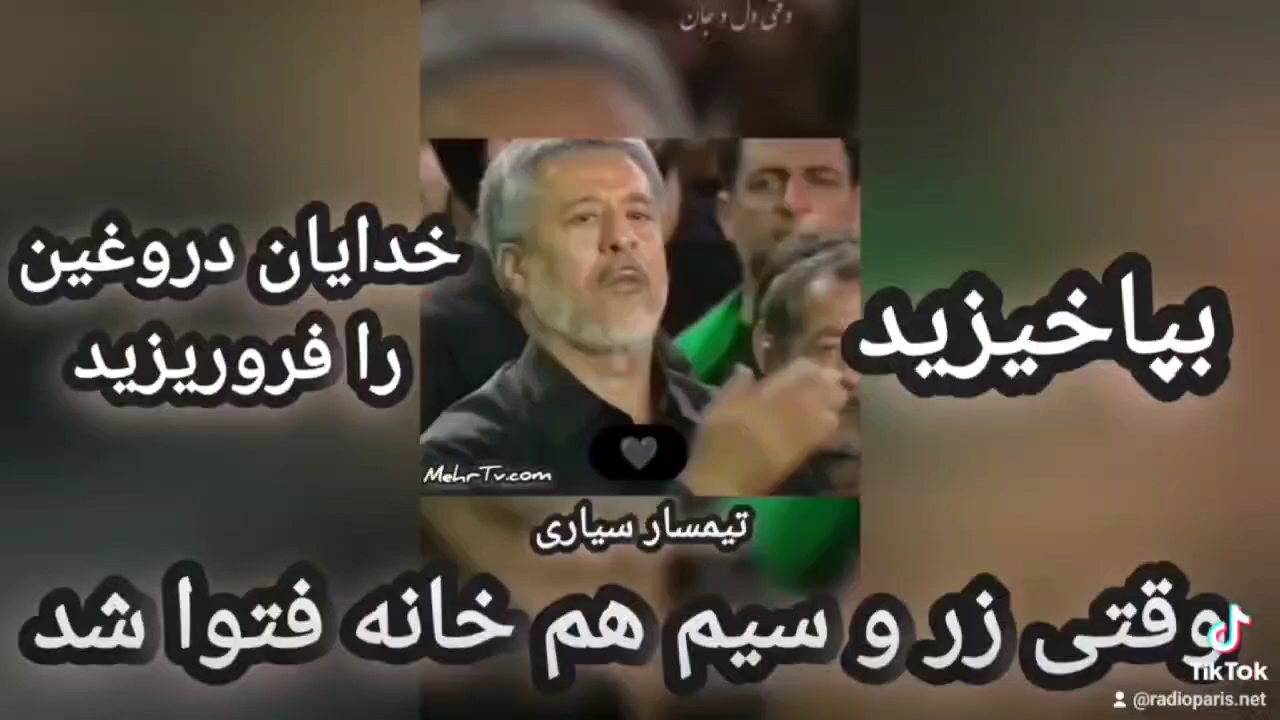 وقتی دل و جان
بپاخیزید
خدایان دروغین
را فروریزید
MehrTv.com
تیمسار سیاری
وقتی زر و سیم هم خانه فتوا شد
TikTok
@radioparis.net